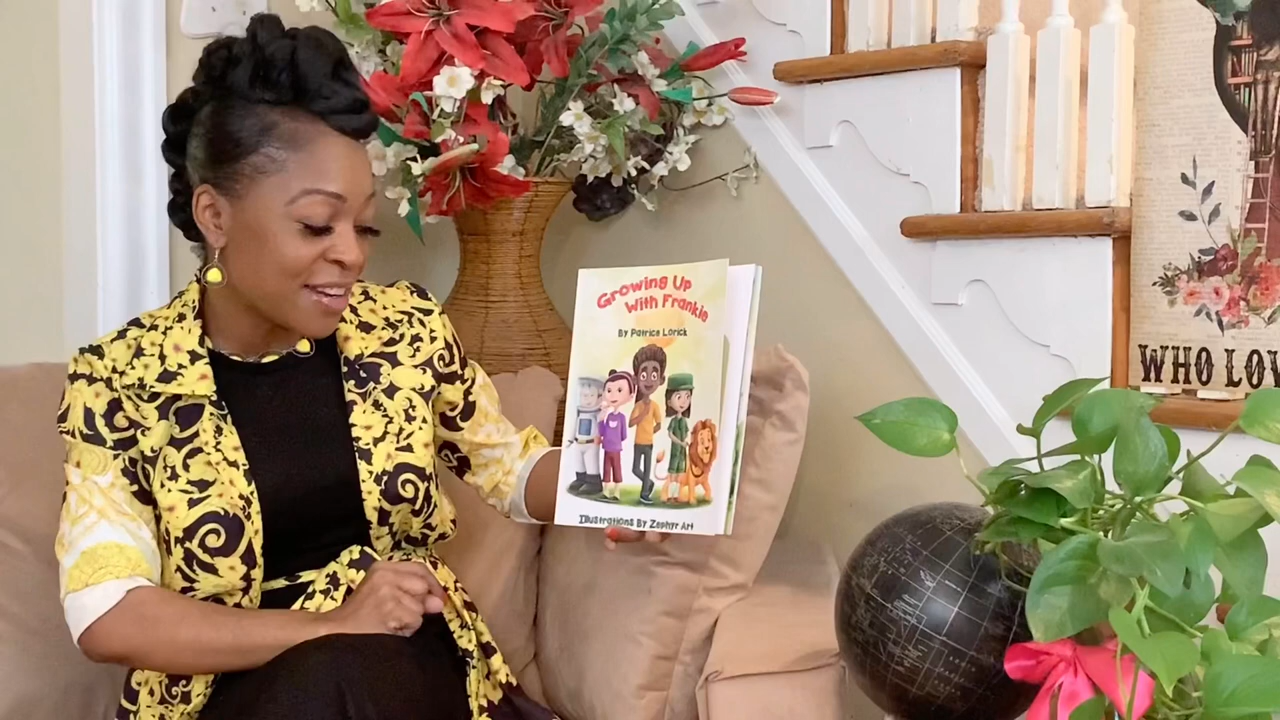 Growing Up
With Frankie
By Patrice Lorick
Illustrations By Zephyr Art
WHO LOV